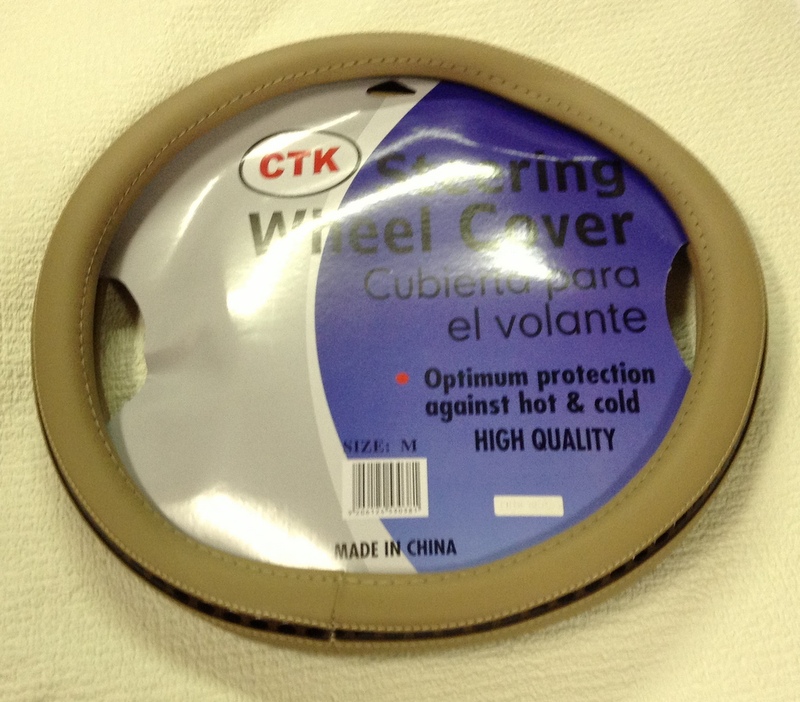 CTK
Steering
Wheel Cover
Cubierta para
el volante
Optimum protection
against hot & cold
HIGH QUALITY
SIZE: M
MADE IN CHINA